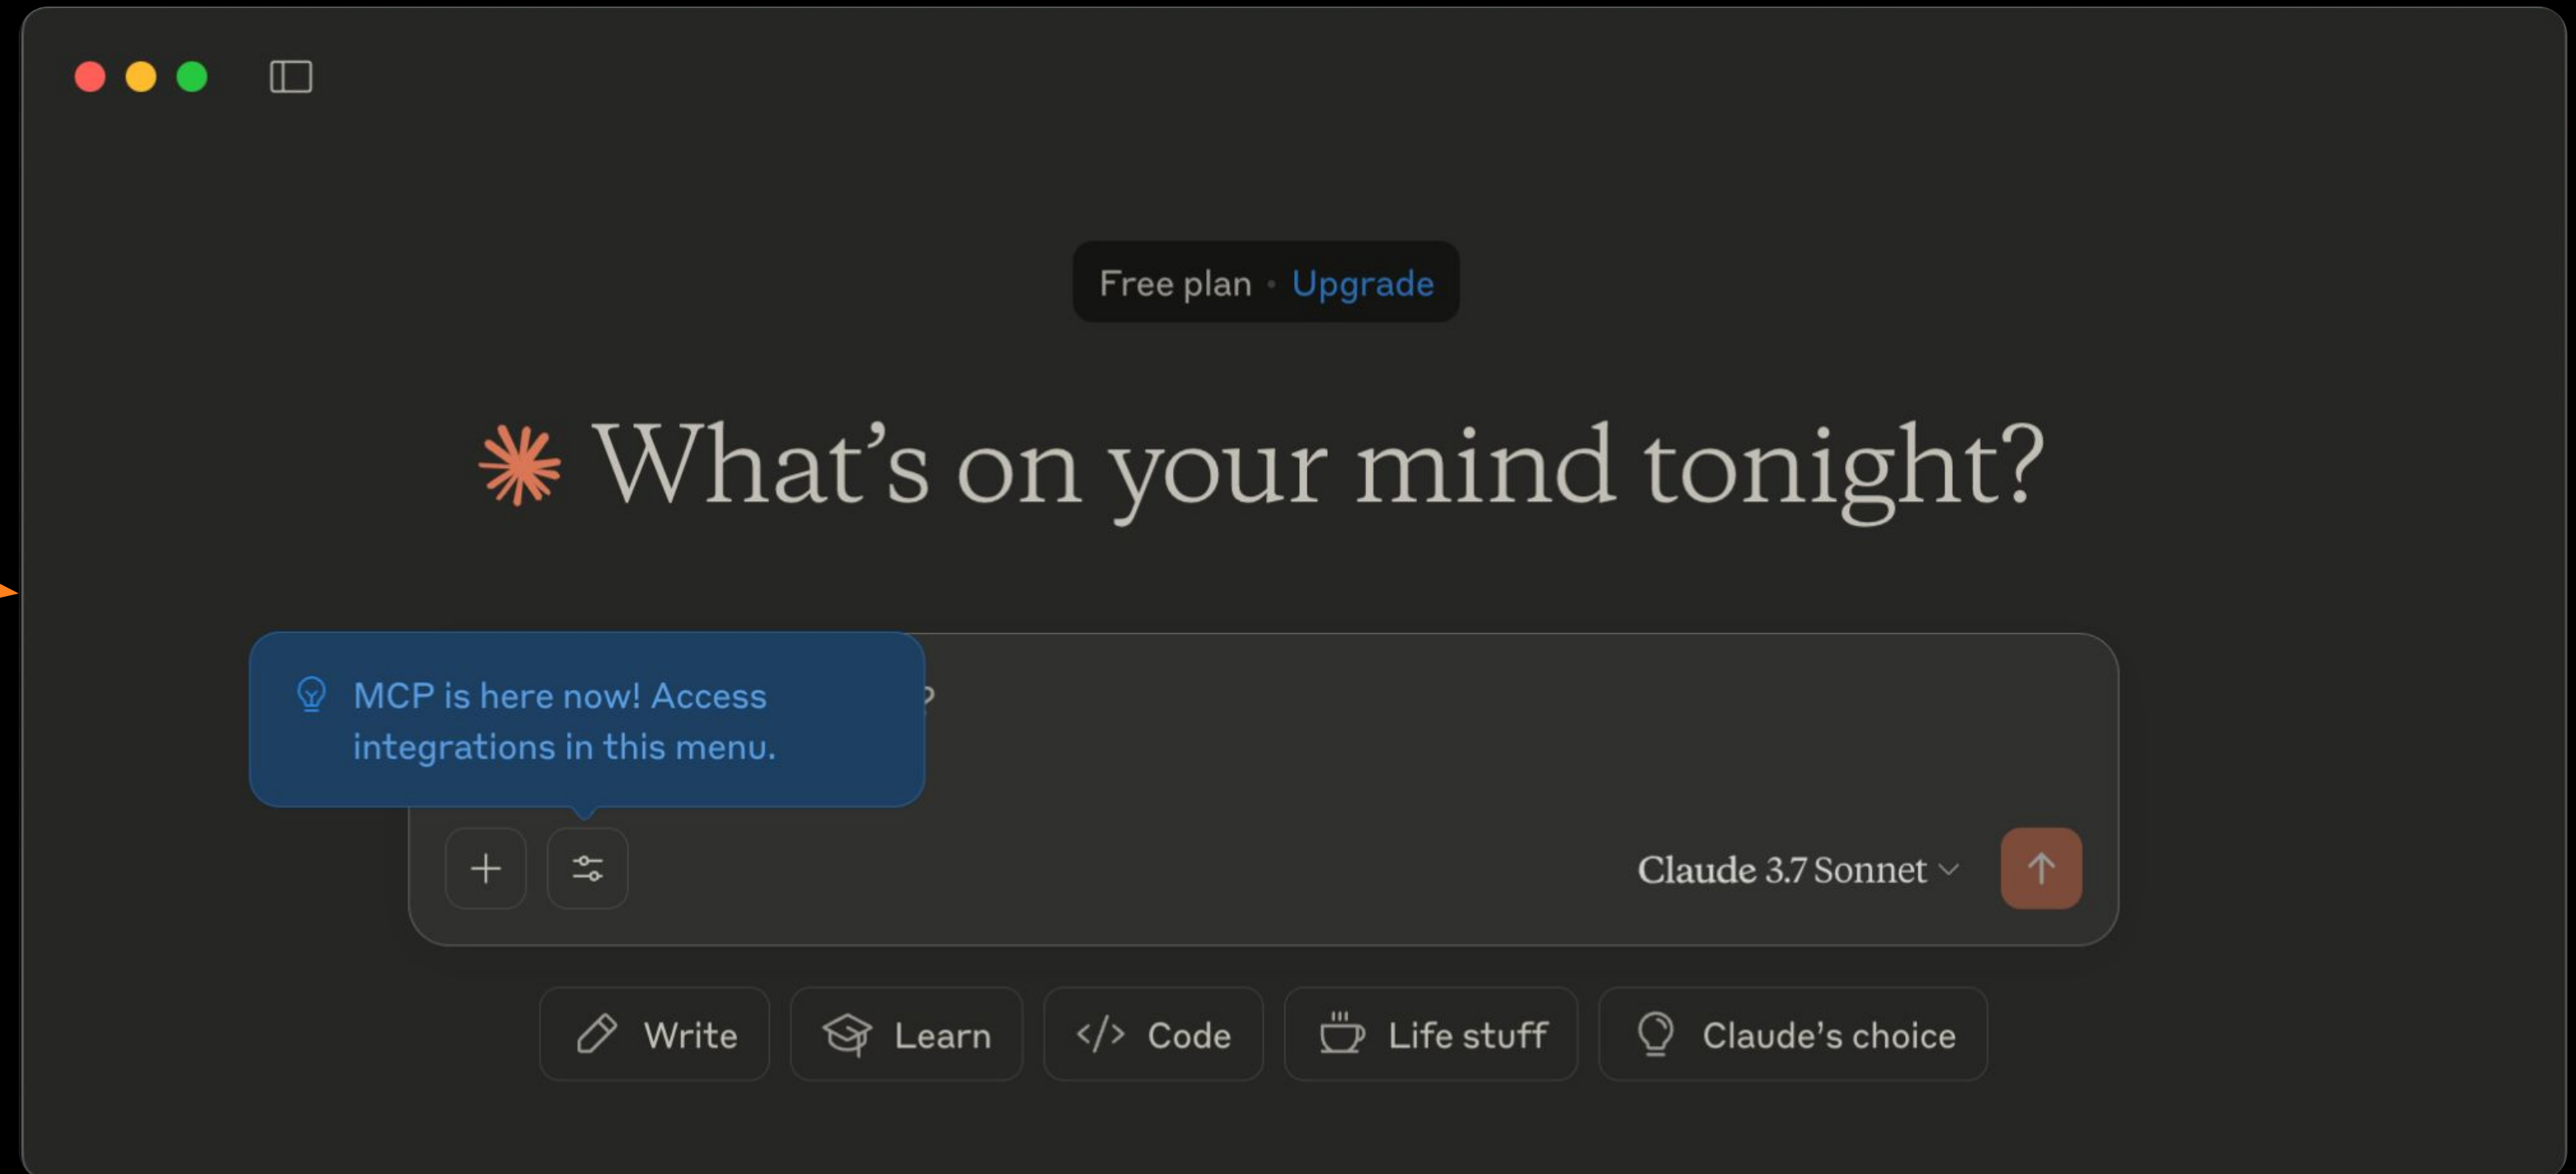 Free plan • Upgrade
What’s on your mind tonight?
MCP is here now! Access
integrations in this menu.
?
Claude 3.7 Sonnet
Write
Learn
</> Code
Life stuff
Claude’s choice